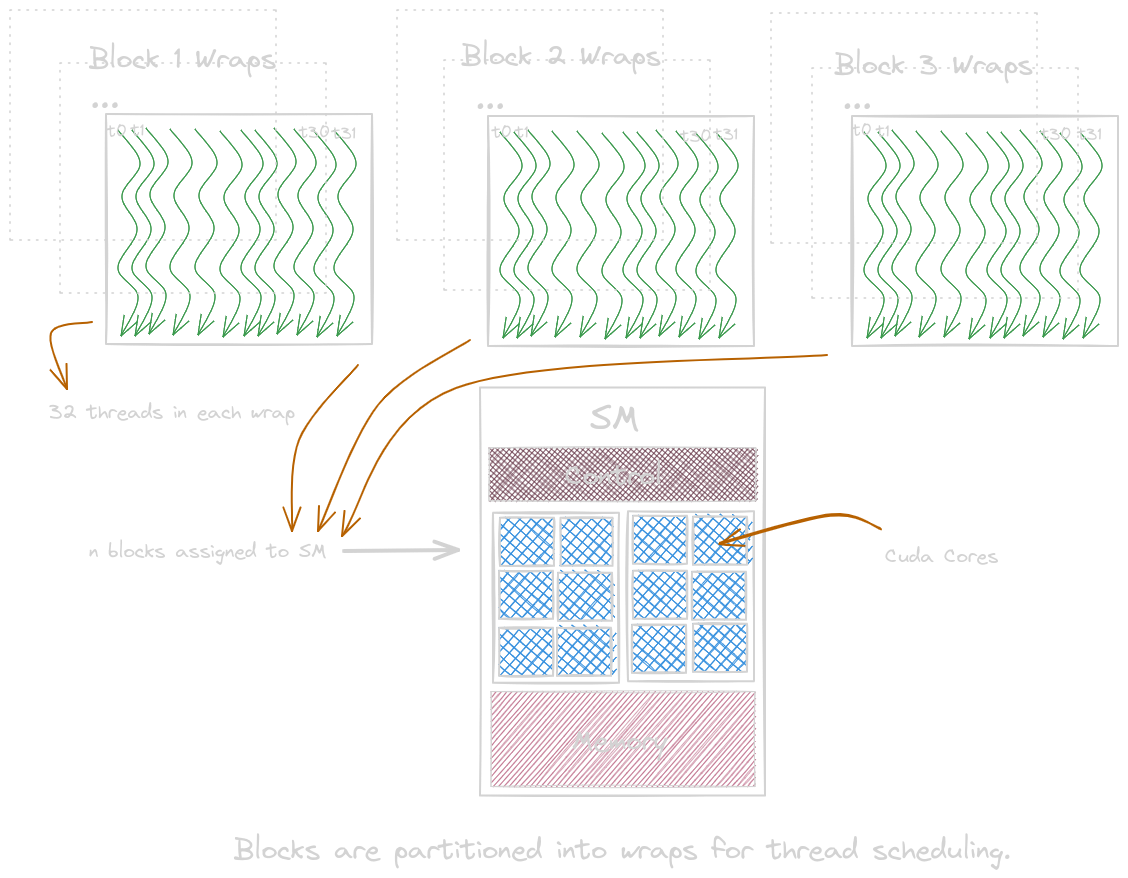 Block 1 Wraps
Block 2 Wraps
Block 3 Wraps
...
...
...
t0 t1
t30 t31
t0 t1
t30 t31
t0 t1
t30 t31
32 threads in each wrap
SM
Control
n blocks assigned to SM
Cuda Cores
Memory
Blocks are partitioned into wraps for thread scheduling.